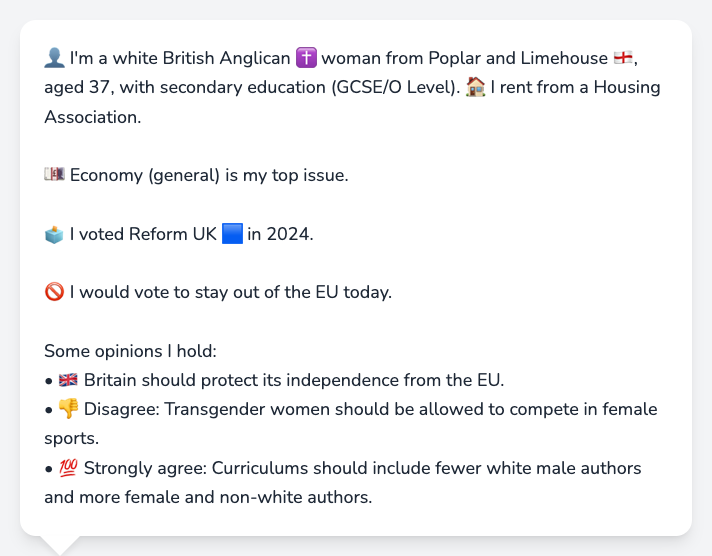 👤 I'm a white British Anglican ✝️ woman from Poplar and Limehouse 🏴󠁧󠁢󠁥󠁮󠁧󠁿,
aged 37, with secondary education (GCSE/O Level). 🏠 I rent from a Housing
Association.
💷 Economy (general) is my top issue.
🗳️ I voted Reform UK 🟦 in 2024.
🚫 I would vote to stay out of the EU today.
Some opinions I hold:
• 🇬🇧 Britain should protect its independence from the EU.
• 👎 Disagree: Transgender women should be allowed to compete in female
sports.
• 💯 Strongly agree: Curriculums should include fewer white male authors
and more female and non-white authors.